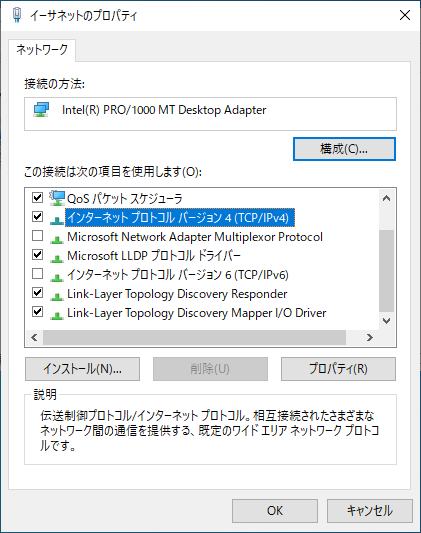 イーサネットのプロパティ
ネットワーク
接続の方法:
Intel(R) PRO/1000 MT Desktop Adapter
構成(C)...
この接続は次の項目を使用します(O):
QoS パケット スケジューラ
インターネット プロトコル バージョン 4 (TCP/IPv4)
Microsoft Network Adapter Multiplexor Protocol
Microsoft LLDP プロトコル ドライバー
インターネット プロトコル バージョン 6 (TCP/IPv6)
Link-Layer Topology Discovery Responder
Link-Layer Topology Discovery Mapper I/O Driver
インストール(N)...
削除(U)
プロパティ(R)
説明
伝送制御プロトコル/インターネット プロトコル。相互接続されたさまざまな
ネットワーク間の通信を提供する、既定のワイド エリア ネットワーク プロトコ
ルです。
OK
キャンセル